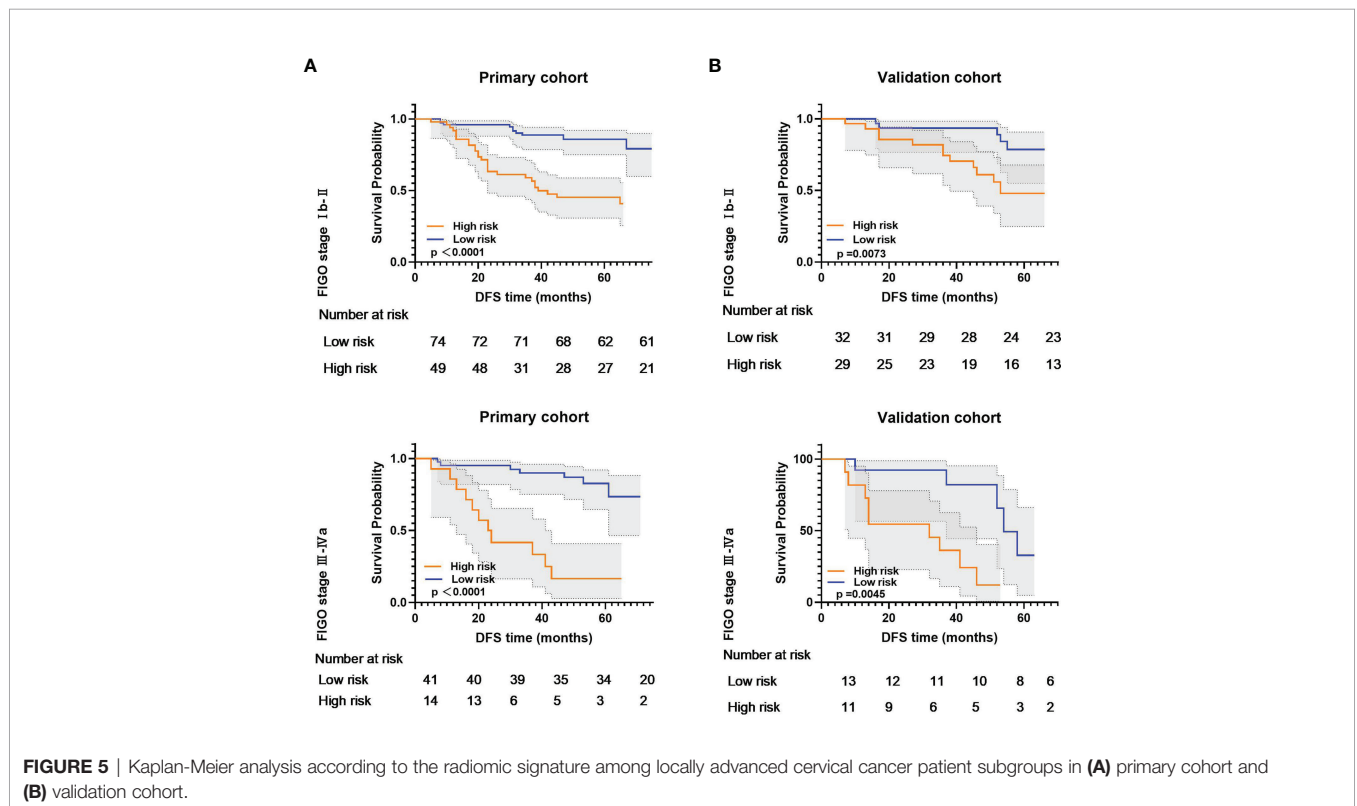 A
Primary cohort
FIGO stage Ⅰb-Ⅱ
Survival Probability
1.0
0.5
0.0
High risk
Low risk
p <0.0001
0 20 40 60
DFS time (months)
Number at risk
Low risk 74 72 71 68 62 61
High risk 49 48 31 28 27 21
B
Validation cohort
FIGO stage Ⅰb-Ⅱ
Survival Probability
1.0
0.5
0.0
High risk
Low risk
p =0.0073
0 20 40 60
DFS time (months)
Number at risk
Low risk 32 31 29 28 24 23
High risk 29 25 23 19 16 13
Primary cohort
FIGO stage Ⅲ-Ⅳa
Survival Probability
1.0
0.5
0.0
High risk
Low risk
p <0.0001
0 20 40 60
DFS time (months)
Number at risk
Low risk 41 40 39 35 34 20
High risk 14 13 6 5 3 2
Validation cohort
FIGO stage Ⅲ-Ⅳa
Survival Probability
100
50
0
High risk
Low risk
p =0.0045
0 20 40 60 80
DFS time (months)
Number at risk
Low risk 13 12 11 10 8 6
High risk 11 9 6 5 3 2
FIGURE 5 | Kaplan-Meier analysis according to the radiomic signature among locally advanced cervical cancer patient subgroups in (A) primary cohort and
(B) validation cohort.